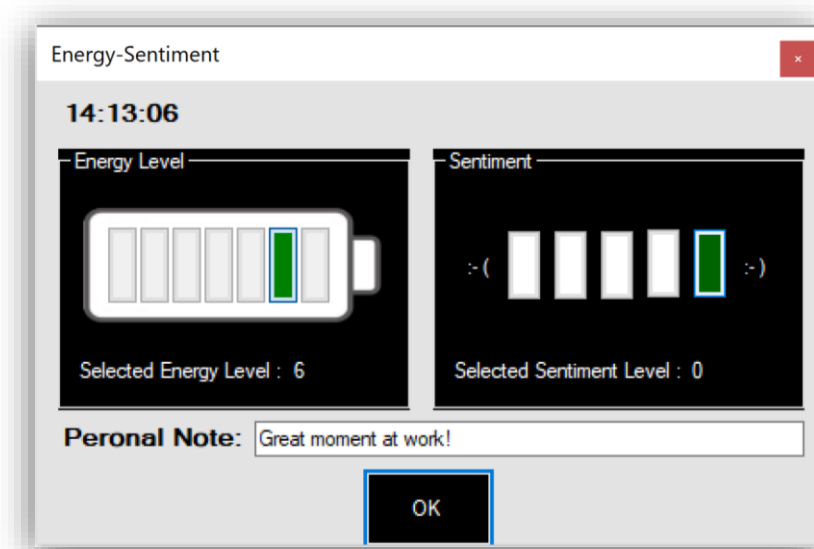 Energy-Sentiment
×
14:13:06
Energy Level
Sentiment
:-( :-)
Selected Energy Level : 6
Selected Sentiment Level : 0
Peronal Note: Great moment at work!
OK